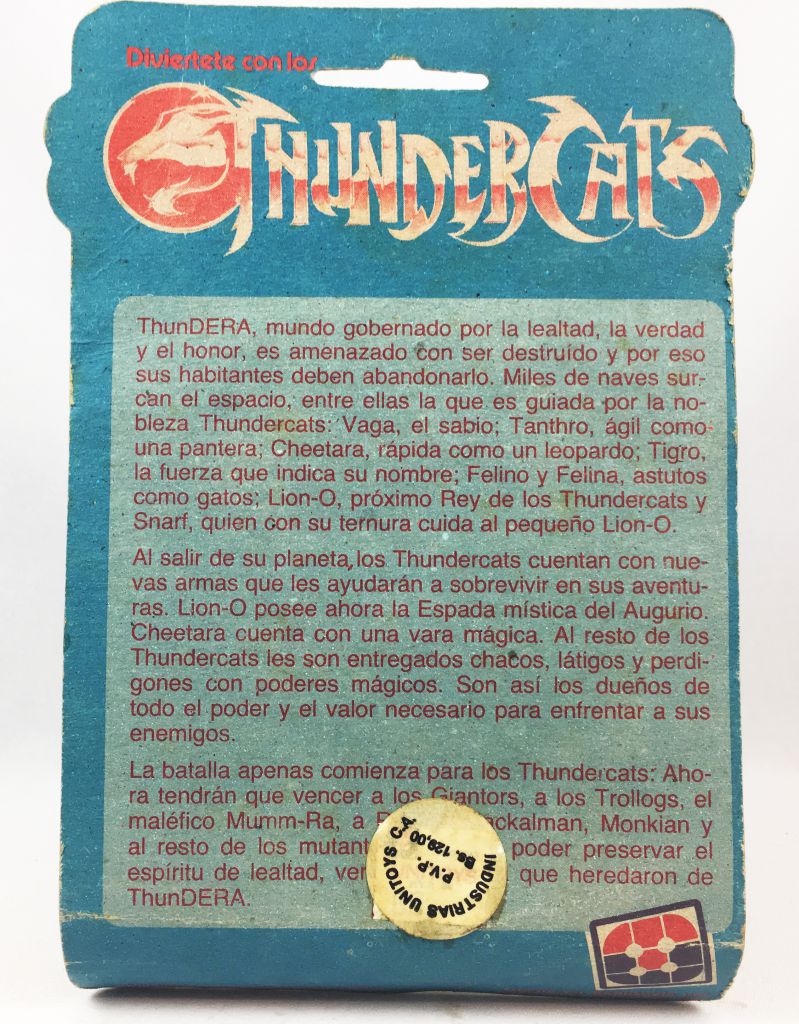 Diviertete con los
THUNDERCATS
ThunDERA, mundo gobernado por la lealtad, la verdad
y el honor, es amenazado con ser destruído y por eso
sus habitantes deben abandonarlo. Miles de naves sur-
can el espacio, entre ellas la que es guiada por la no-
bleza Thundercats: Vaga, el sabio; Tanthro, ágil como
una pantera; Cheetara, rápida como un leopardo; Tigro,
la fuerza que indica su nombre; Felino y Felina, astutos
como gatos; Lion-O, próximo Rey de los Thundercats y
Snarf, quien con su ternura cuida al pequeño Lion-O.
Al salir de su planeta, los Thundercats cuentan con nue-
vas armas que les ayudarán a sobrevivir en sus aventu-
ras. Lion-O posee ahora la Espada mística del Augurio.
Cheetara cuenta con una vara mágica. Al resto de los
Thundercats les son entregados chacos, látigos y perdi-
gones con poderes mágicos. Son así los dueños de
todo el poder y el valor necesario para enfrentar a sus
enemigos.
La batalla apenas comienza para los Thundercats: Aho-
ra tendrán que vencer a los Giantors, a los Trollogs, el
maléfico Mumm-Ra, a ackalman, Monkian y
al resto de los mutant poder preservar el
espíritu de lealtad, ver que heredaron de
ThunDERA.
INDUSTRIAS UNITOYS C.A.
P.V.P.
Bs. 129,00